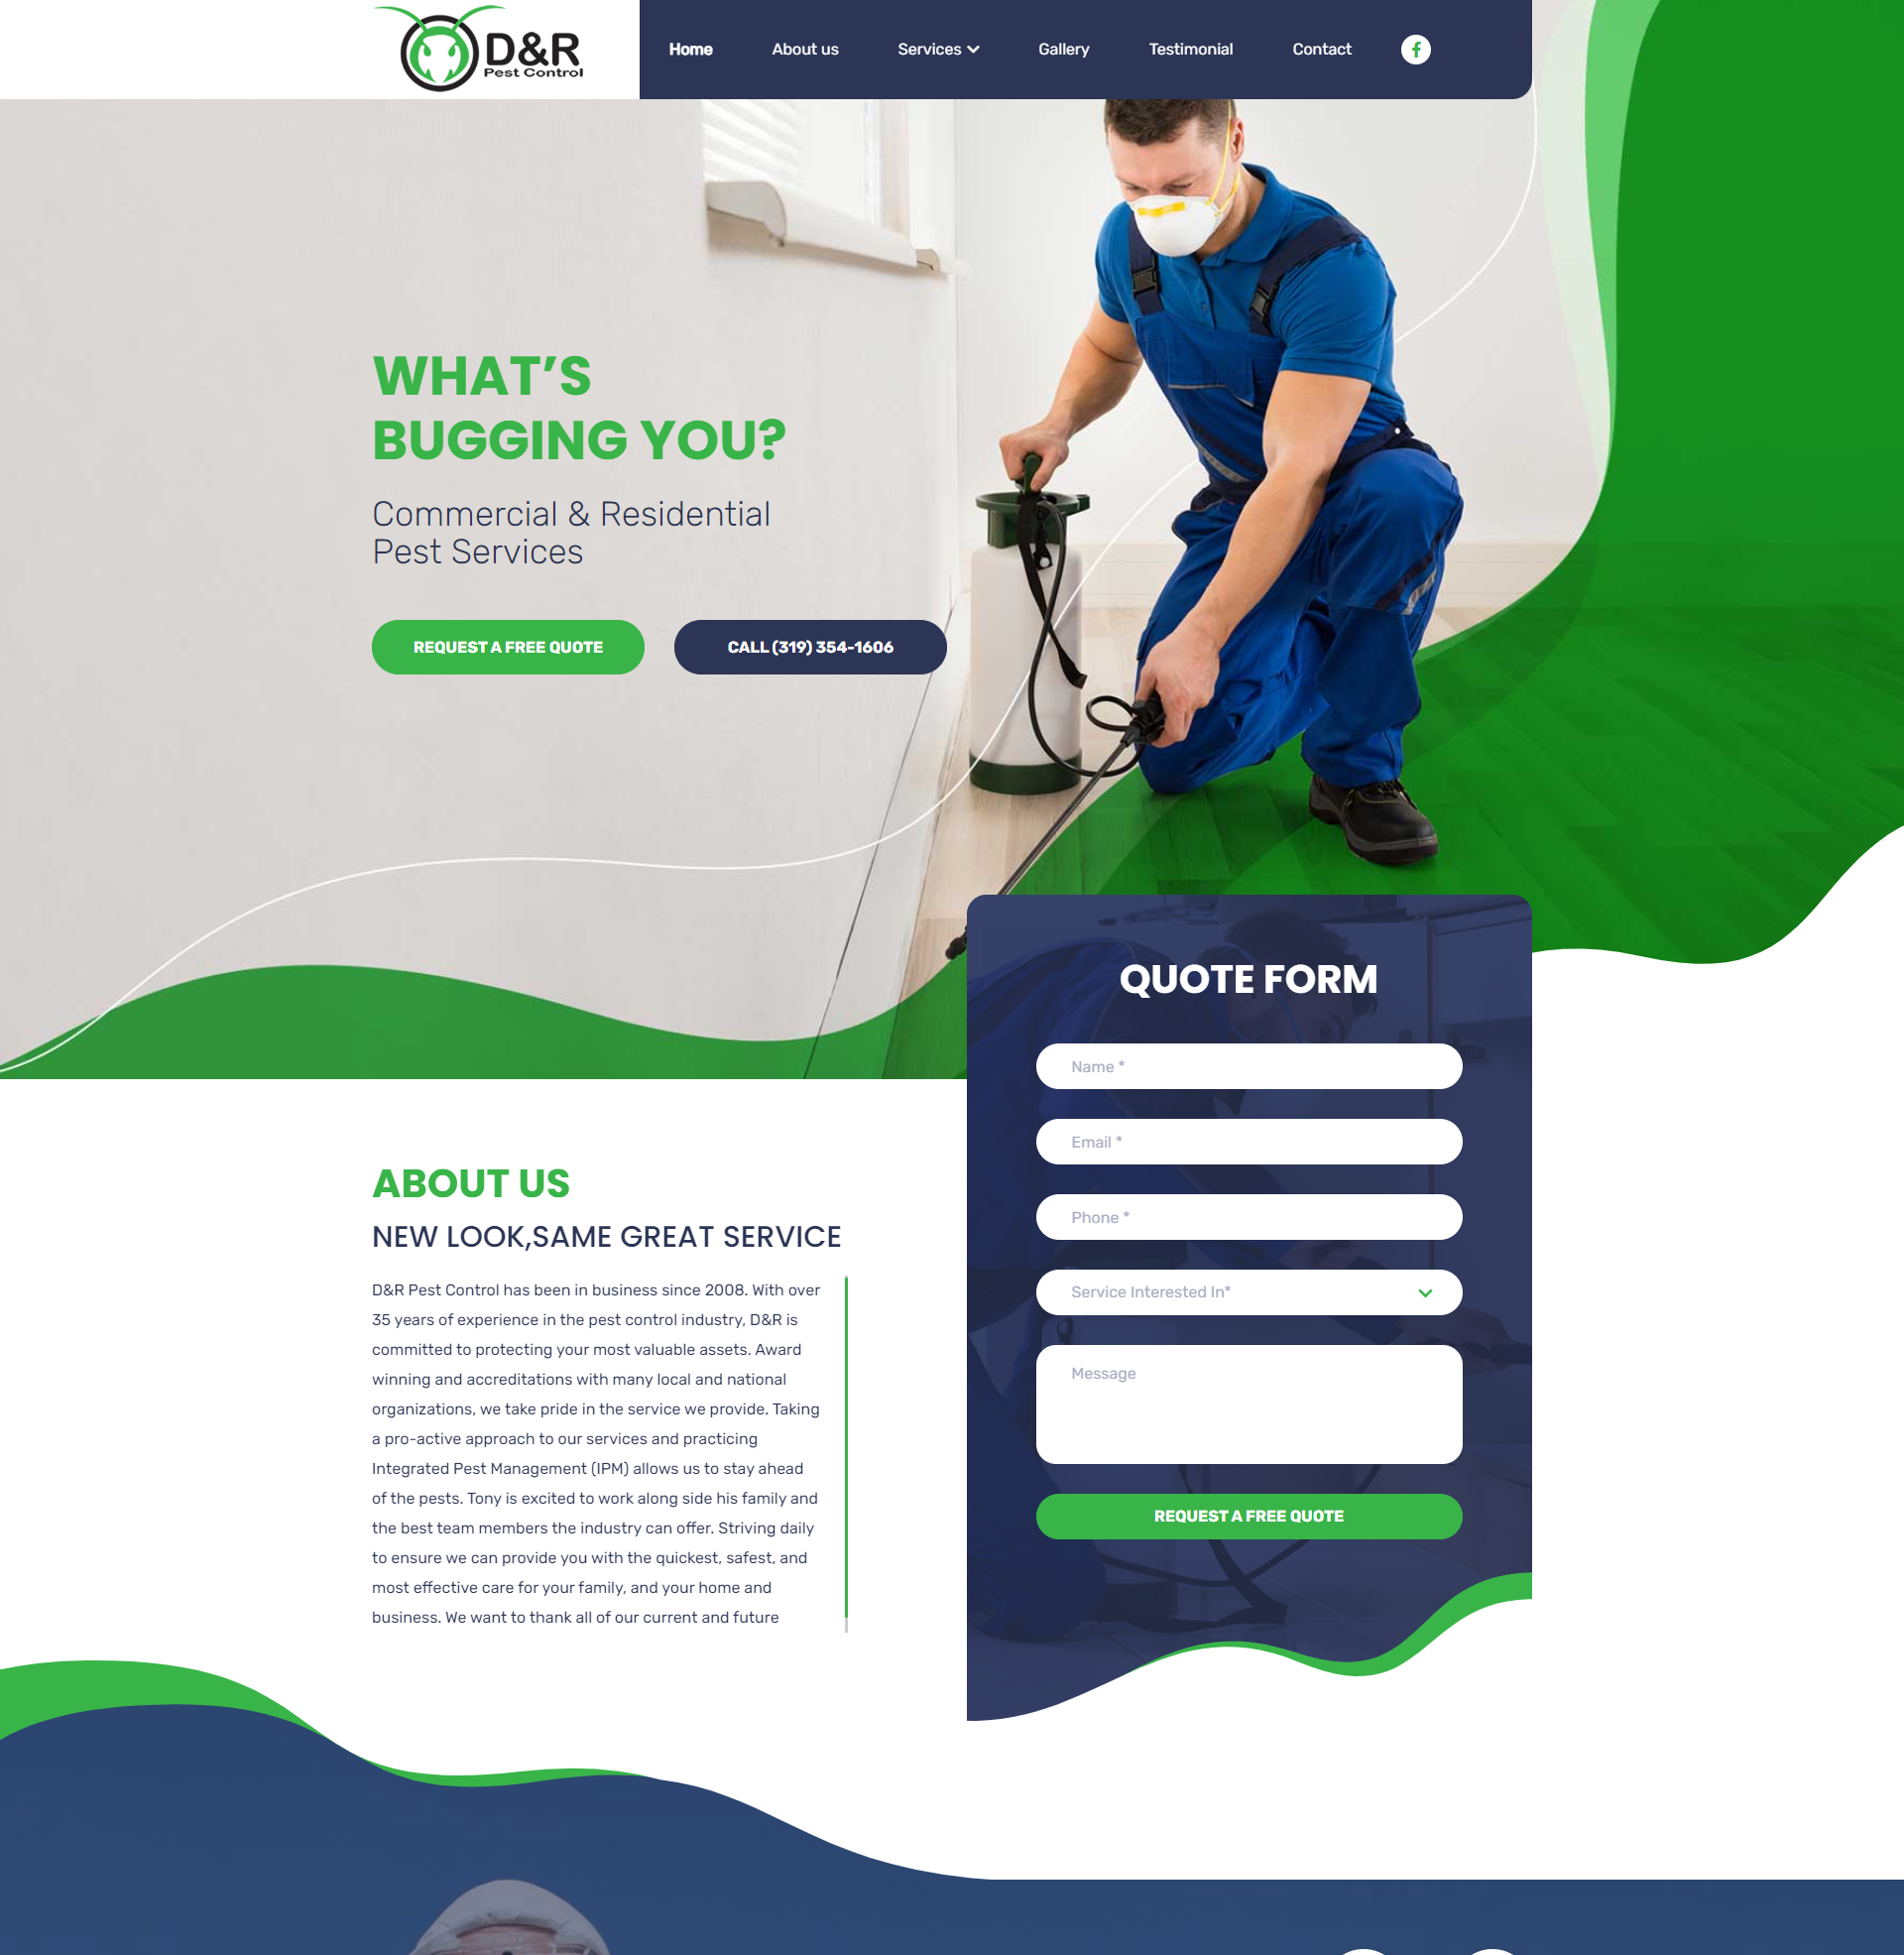 D&R
Pest Control
Home
About us
Services
Gallery
Testimonial
Contact
WHAT’S
BUGGING YOU?
Commercial & Residential
Pest Services
REQUEST A FREE QUOTE
CALL (319) 354-1606
QUOTE FORM
Name *
Email *
Phone *
Service Interested In*
Message
REQUEST A FREE QUOTE
ABOUT US
NEW LOOK,SAME GREAT SERVICE
D&R Pest Control has been in business since 2008. With over
35 years of experience in the pest control industry, D&R is
committed to protecting your most valuable assets. Award
winning and accreditations with many local and national
organizations, we take pride in the service we provide. Taking
a pro-active approach to our services and practicing
Integrated Pest Management (IPM) allows us to stay ahead
of the pests. Tony is excited to work along side his family and
the best team members the industry can offer. Striving daily
to ensure we can provide you with the quickest, safest, and
most effective care for your family, and your home and
business. We want to thank all of our current and future